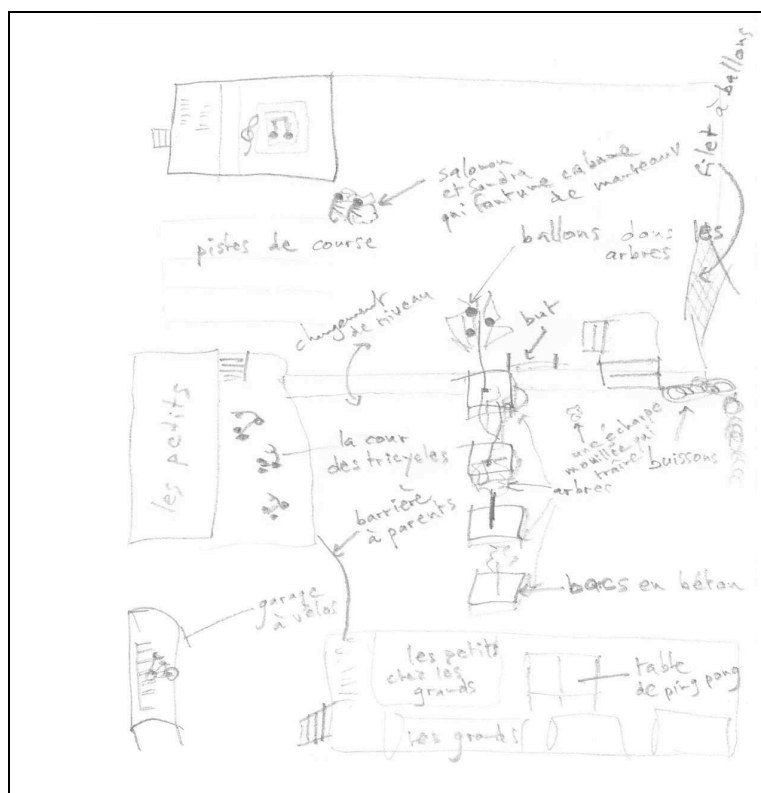 filet à ballons
salomon
et sandra
qui font une cabane
de manteaux
pistes de course
ballons dans les
arbres
changement
de niveau
but
les petits
la cour
des tricycles
une écharpe
mouillée qui
traine
buissons
arbres
barrière
à parents
bacs en béton
garage
à vélos
les petits
chez les
grands
table
de ping pong
les grands